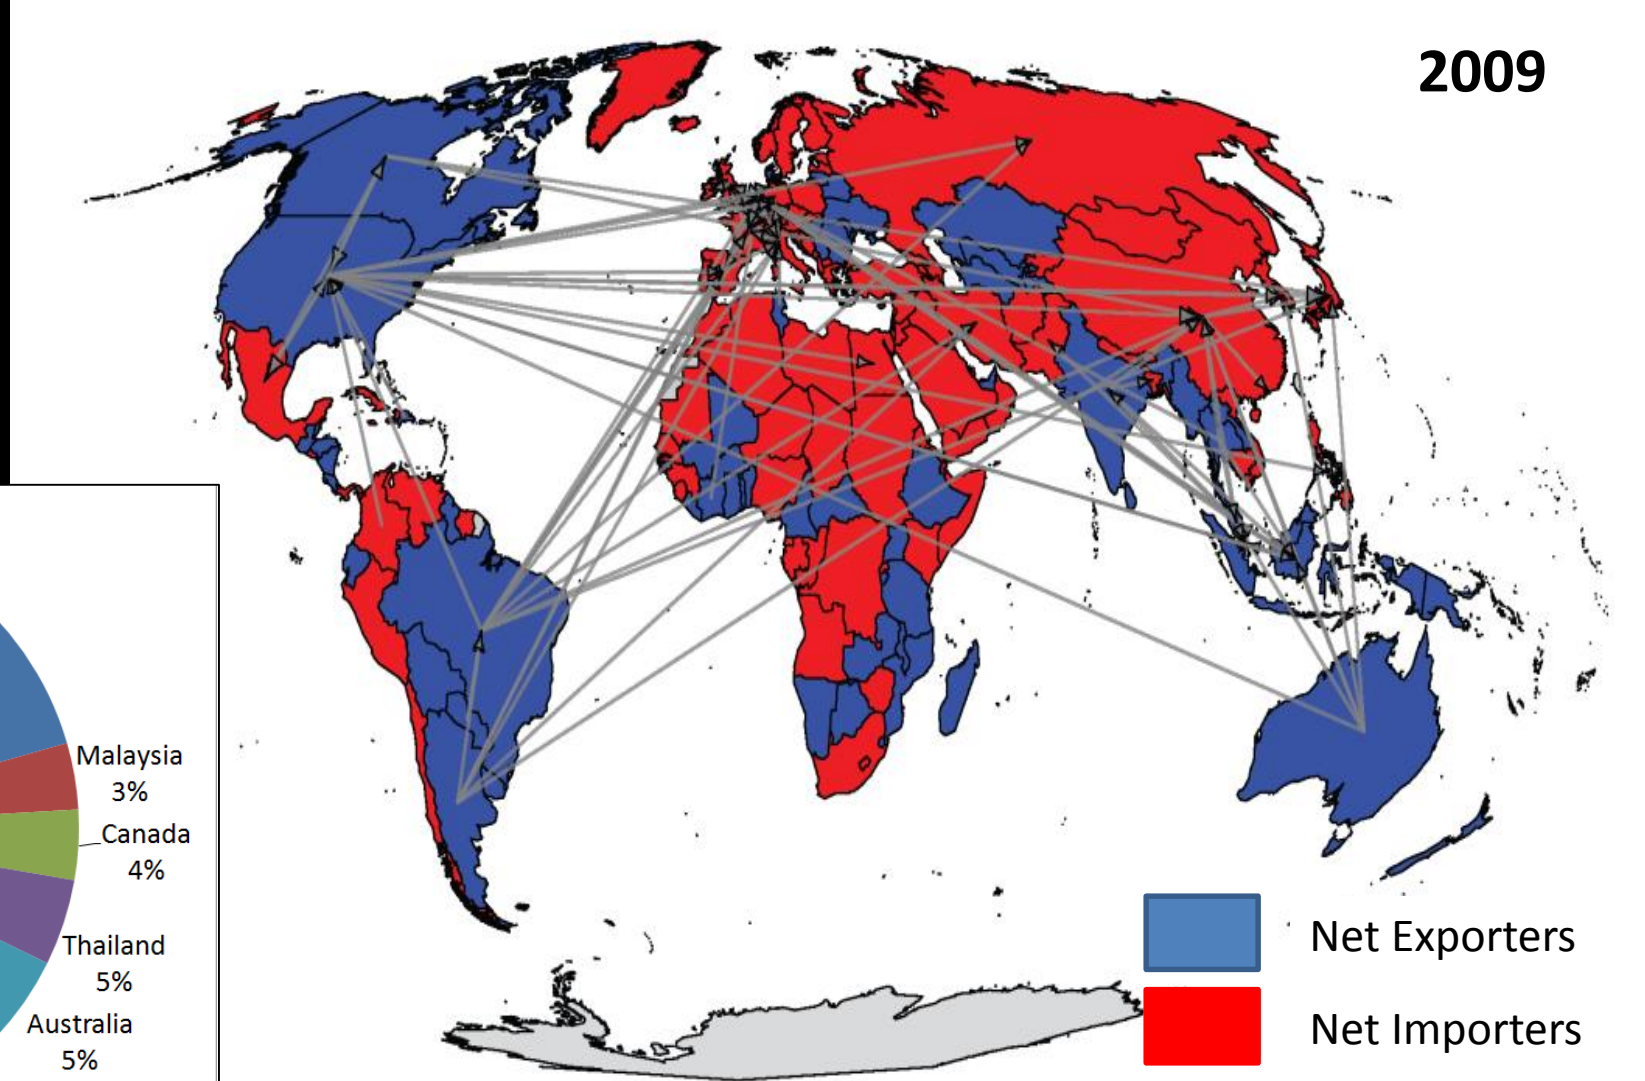 2009
Malaysia
3%
Canada
4%
Thailand
5%
Australia
5%
Net Exporters
Net Importers